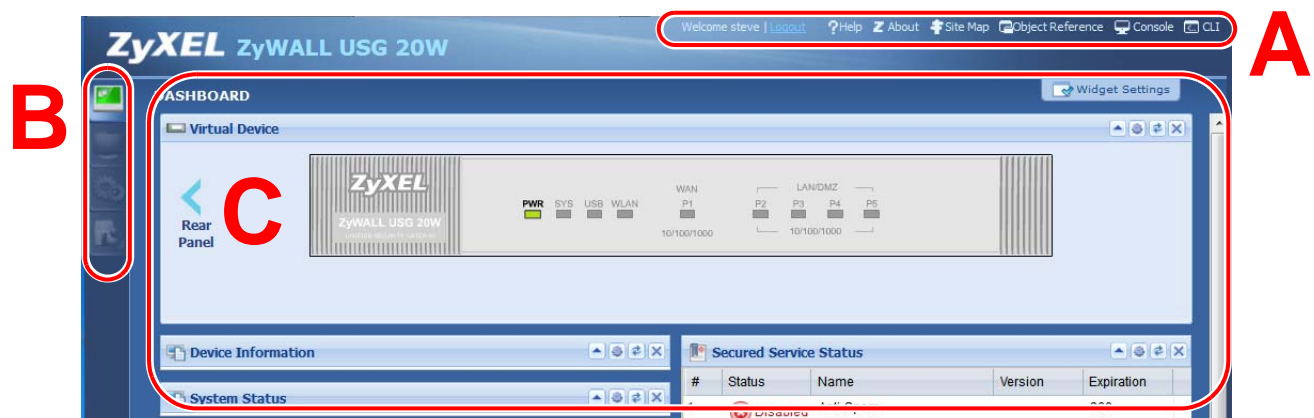 Welcome steve | Logout ?Help Z About Site Map Object Reference Console CLI
A
ZyXEL ZyWALL USG 20W
B
DASHBOARD
Widget Settings
Virtual Device
C
Rear
Panel
ZyXEL
ZyWALL USG 20W
PWR SYS USB WLAN
WAN
P1
10/100/1000
LAN/DMZ
P2 P3 P4 P5
10/100/1000
Device Information
Secured Service Status
# Status Name Version Expiration
System Status
Disabled